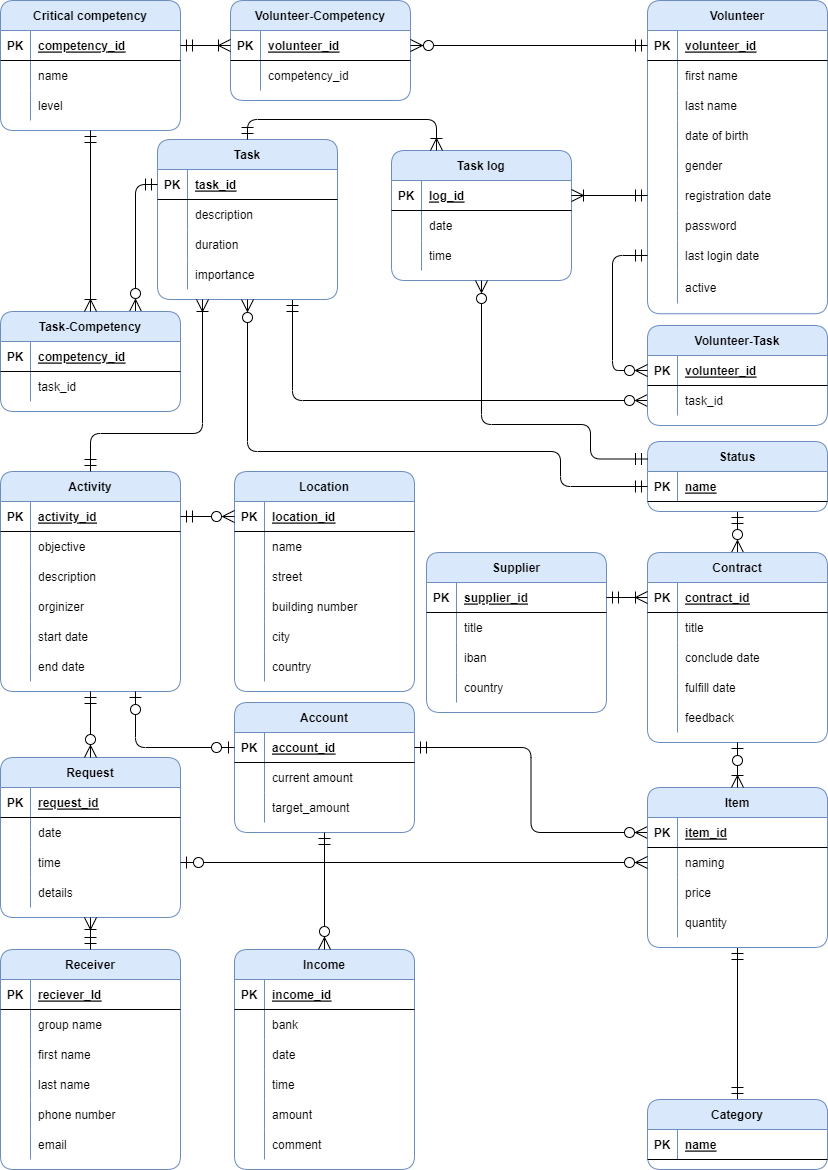 Critical competency
PK competency_id
name
level
Volunteer-Competency
PK volunteer_id
competency_id
Volunteer
PK volunteer_id
first name
last name
date of birth
gender
registration date
password
last login date
active
Task
PK task_id
description
duration
importance
Task log
PK log_id
date
time
Task-Competency
PK competency_id
task_id
Volunteer-Task
PK volunteer_id
task_id
Status
PK name
Activity
PK activity_id
objective
description
orginizer
start date
end date
Location
PK location_id
name
street
building number
city
country
Supplier
PK supplier_id
title
iban
country
Contract
PK contract_id
title
conclude date
fulfill date
feedback
Account
PK account_id
current amount
target_amount
Request
PK request_id
date
time
details
Item
PK item_id
naming
price
quantity
Receiver
PK reciever_Id
group name
first name
last name
phone number
email
Income
PK income_id
bank
date
time
amount
comment
Category
PK name